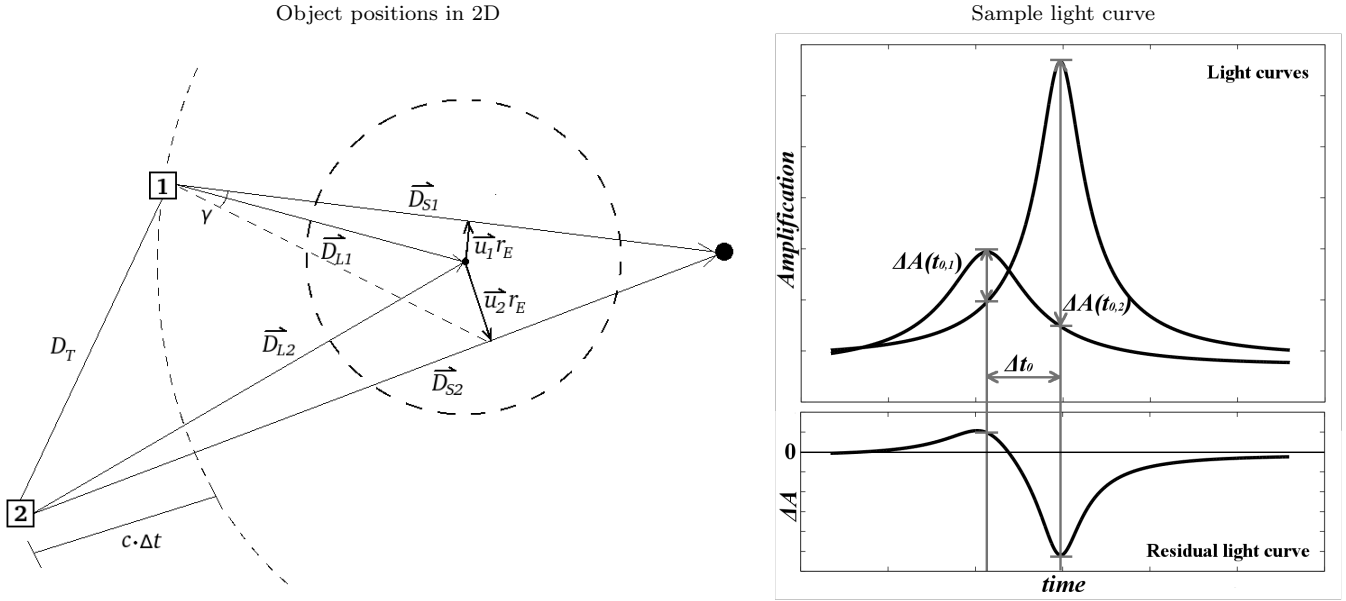 Object positions in 2D
1
γ
D_S1
D_L1
u_1 r_E
u_2 r_E
D_T
D_L2
D_S2
2
c·Δt
Sample light curve
Light curves
Amplification
ΔA(t_0,1)
ΔA(t_0,2)
Δt_0
0
ΔA
Residual light curve
time